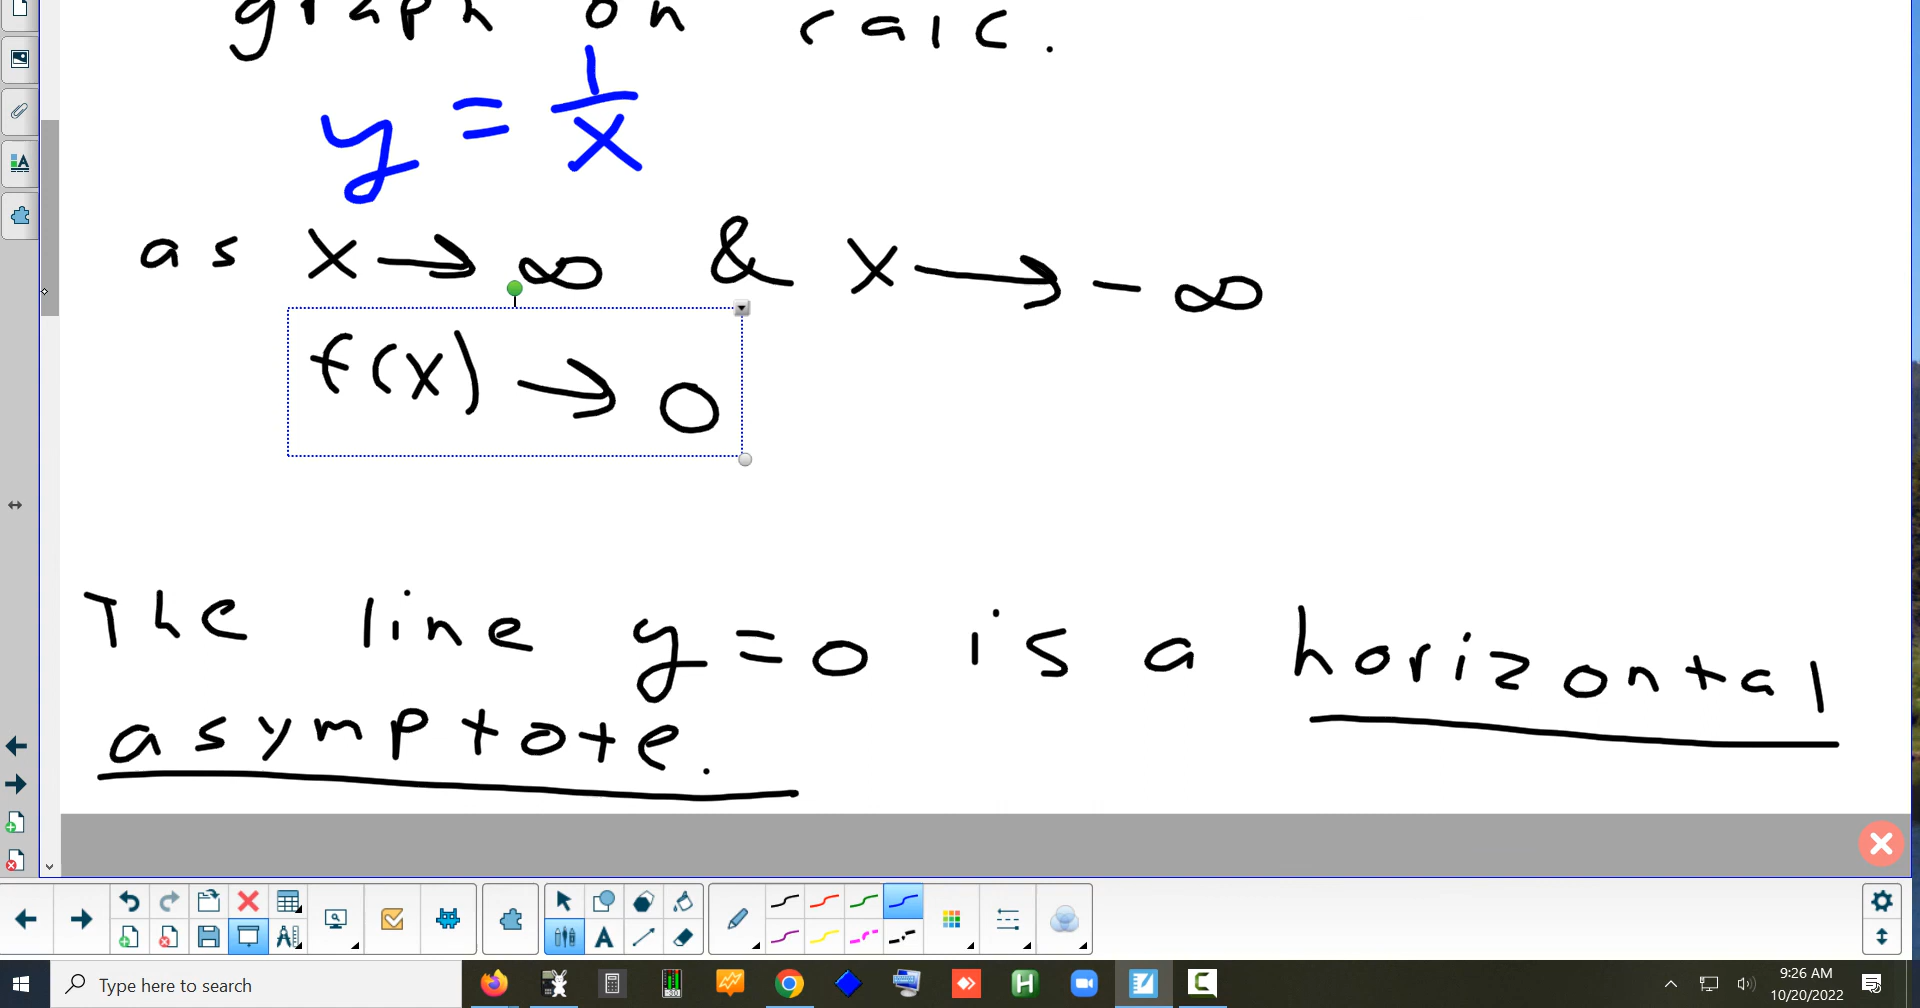 graph on calc.
y = 1/x
as x → ∞ & x → - ∞
f(x) → 0
The line y = 0 is a horizontal
asymptote.
Type here to search
9:26 AM
10/20/2022